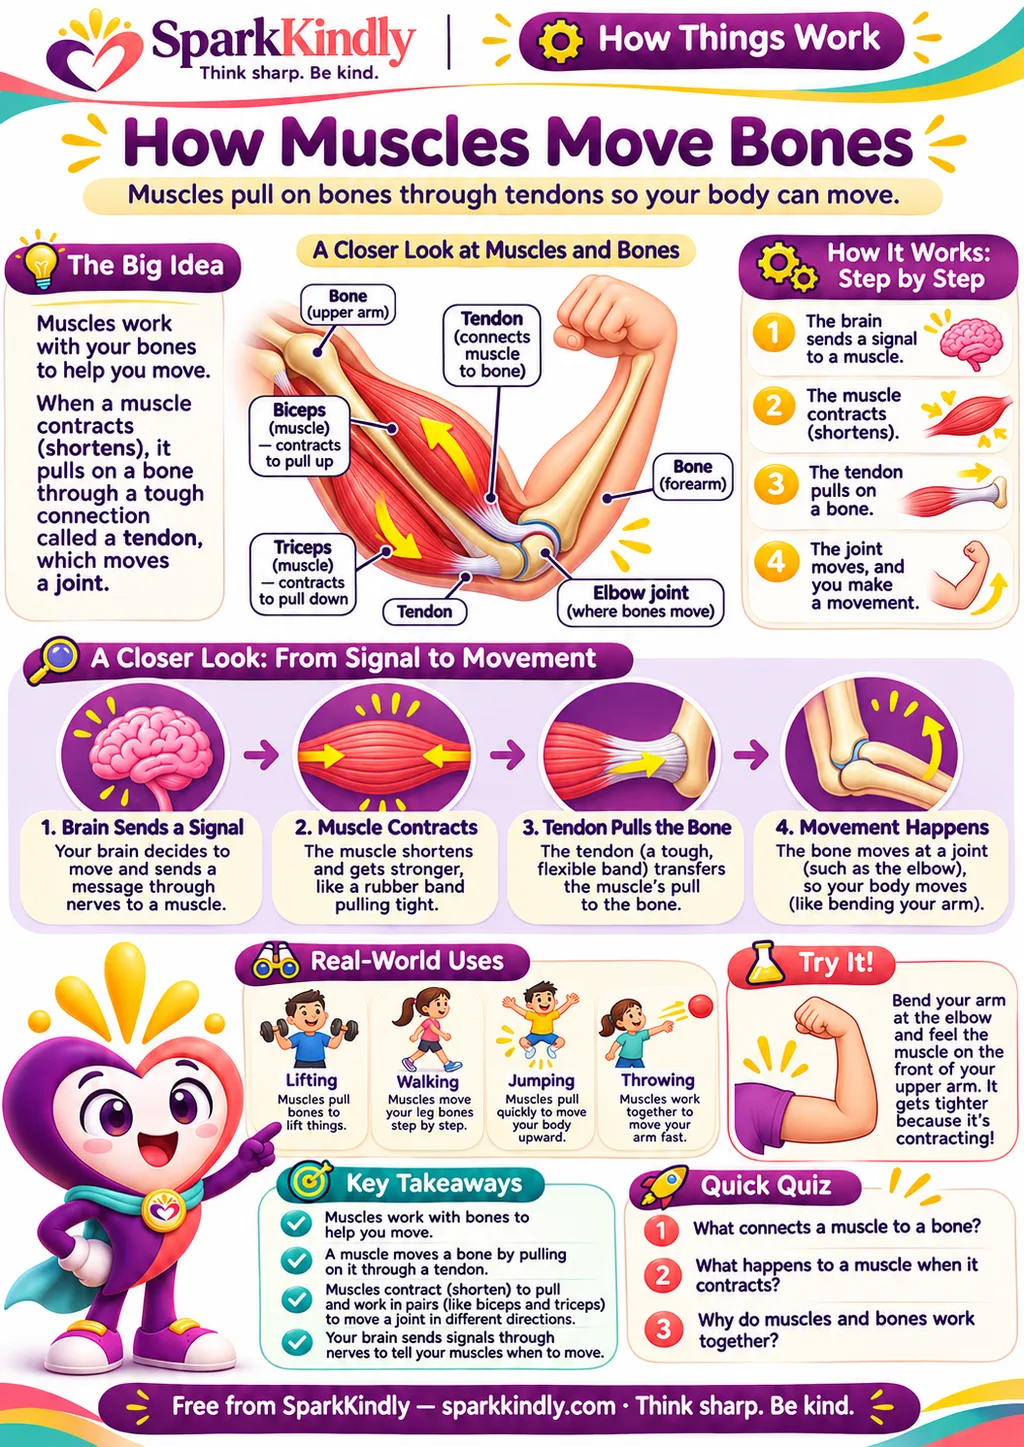 SparkKindly
Think sharp. Be kind.
How Things Work
How Muscles Move Bones
Muscles pull on bones through tendons so your body can move.
The Big Idea
Muscles work
with your bones
to help you move.
When a muscle
contracts
(shortens), it
pulls on a bone
through a tough
connection
called a tendon,
which moves
a joint.
A Closer Look at Muscles and Bones
Bone
(upper arm)
Tendon
(connects
muscle
to bone)
Biceps
(muscle)
— contracts
to pull up
Bone
(forearm)
Triceps
(muscle)
— contracts
to pull down
Tendon
Elbow joint
(where bones move)
How It Works:
Step by Step
1
The brain
sends a signal
to a muscle.
2
The muscle
contracts
(shortens).
3
The tendon
pulls on
a bone.
4
The joint
moves, and
you make
a movement.
A Closer Look: From Signal to Movement
1. Brain Sends a Signal
Your brain decides to
move and sends a
message through
nerves to a muscle.
2. Muscle Contracts
The muscle shortens
and gets stronger,
like a rubber band
pulling tight.
3. Tendon Pulls the Bone
The tendon (a tough,
flexible band) transfers
the muscle's pull
to the bone.
4. Movement Happens
The bone moves at a joint
(such as the elbow),
so your body moves
(like bending your arm).
Real-World Uses
Lifting
Muscles pull
bones to
lift things.
Walking
Muscles move
your leg bones
step by step.
Jumping
Muscles pull
quickly to move
your body
upward.
Throwing
Muscles work
together to
move your
arm fast.
Try It!
Bend your arm
at the elbow
and feel the
muscle on the
front of your
upper arm. It
gets tighter
because it's
contracting!
Key Takeaways
Muscles work with bones to
help you move.
A muscle moves a bone by pulling
on it through a tendon.
Muscles contract (shorten) to pull
and work in pairs (like biceps and triceps)
to move a joint in different directions.
Your brain sends signals through
nerves to tell your muscles when to move.
Quick Quiz
1 What connects a muscle to a bone?
2 What happens to a muscle when it
contracts?
3 Why do muscles and bones work
together?
Free from SparkKindly — sparkkindly.com · Think sharp. Be kind.